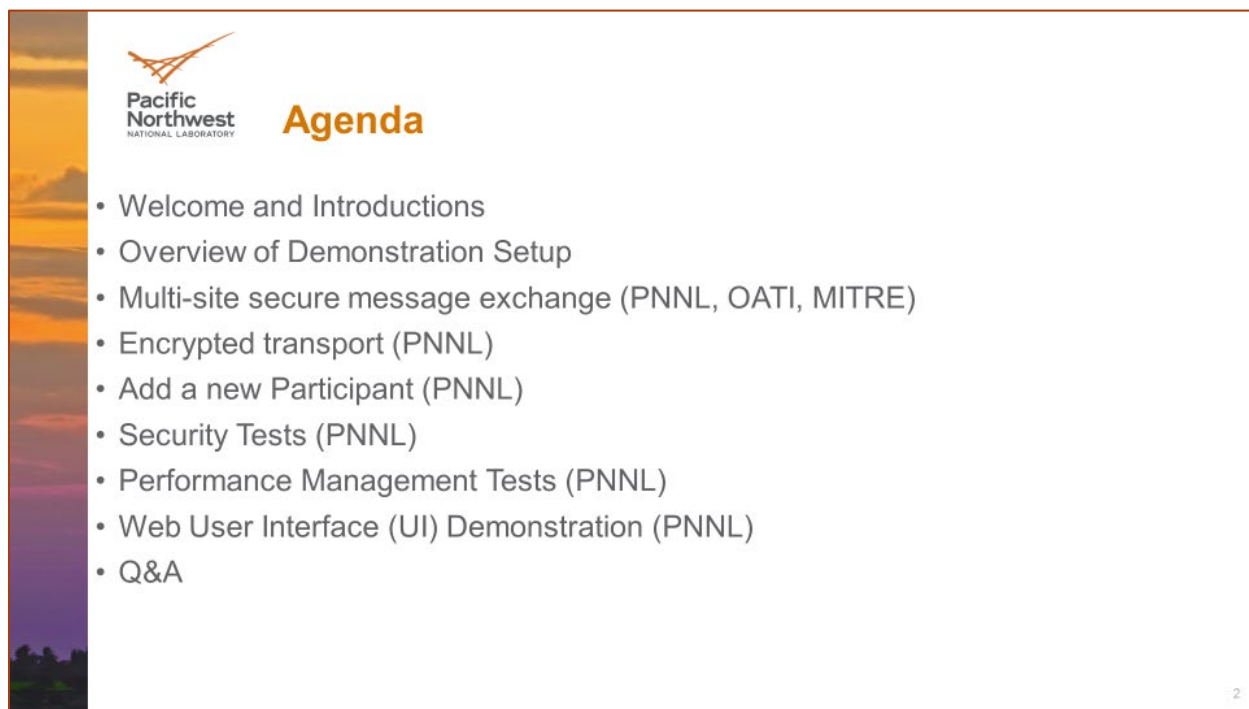 Pacific
Northwest
NATIONAL LABORATORY
Agenda
• Welcome and Introductions
• Overview of Demonstration Setup
• Multi-site secure message exchange (PNNL, OATI, MITRE)
• Encrypted transport (PNNL)
• Add a new Participant (PNNL)
• Security Tests (PNNL)
• Performance Management Tests (PNNL)
• Web User Interface (UI) Demonstration (PNNL)
• Q&A
2